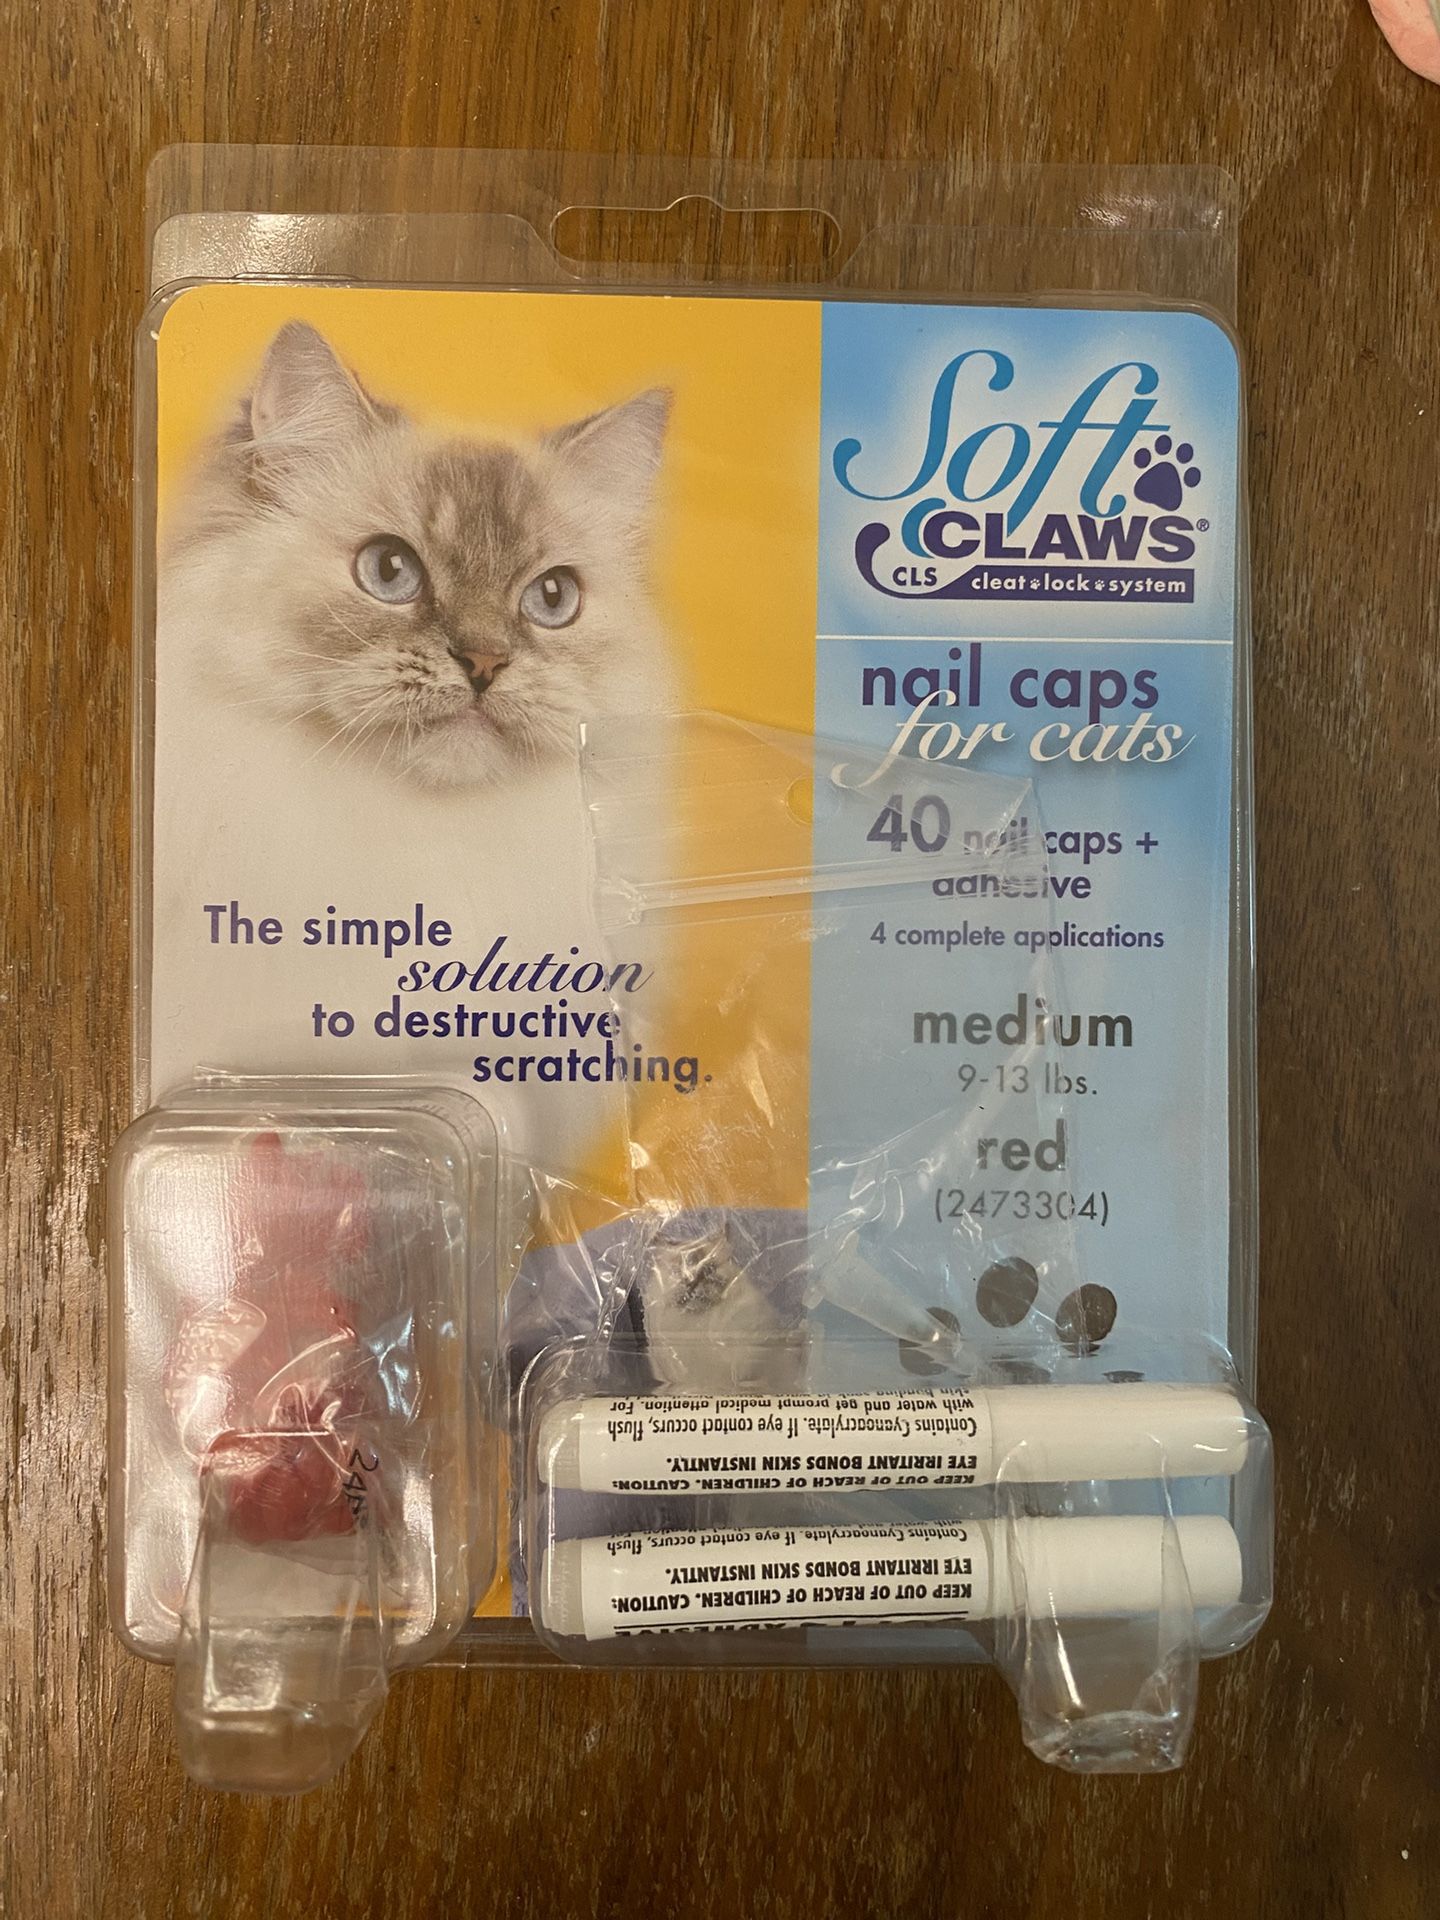 Soft
CLAWS®
CLS cleat lock system
nail caps
for cats
40 nail caps +
adhesive
4 complete applications
medium
9-13 lbs.
red
(2473304)
The simple
solution
to destructive
scratching.
KEEP OUT OF REACH OF CHILDREN. CAUTION:
EYE IRRITANT BONDS SKIN INSTANTLY.
Contains Cyanoacrylate. If eye contact occurs, flush
with water and get prompt medical attention. For
ADHESIVE
KEEP OUT OF REACH OF CHILDREN. CAUTION:
EYE IRRITANT BONDS SKIN INSTANTLY.
Contains Cyanoacrylate. If eye contact occurs, flush